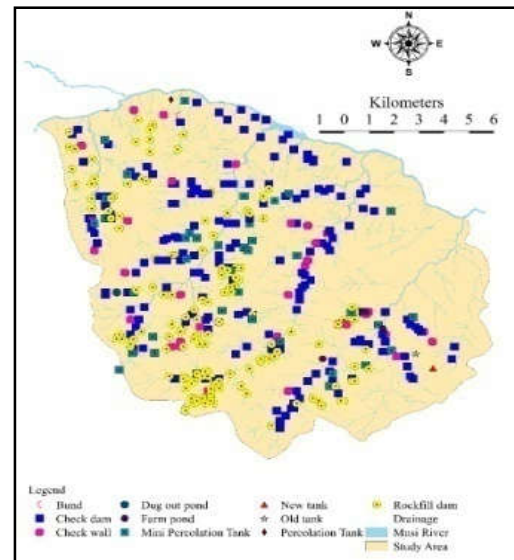 N
W E
S
Kilometers
1 0 1 2 3 4 5 6
Legend
Bund Dug out pond New tank Rockfill dam
Check dam Farm pond Old tank Drainage
Check wall Mini Percolation Tank Percolation Tank Musi River
Study Area